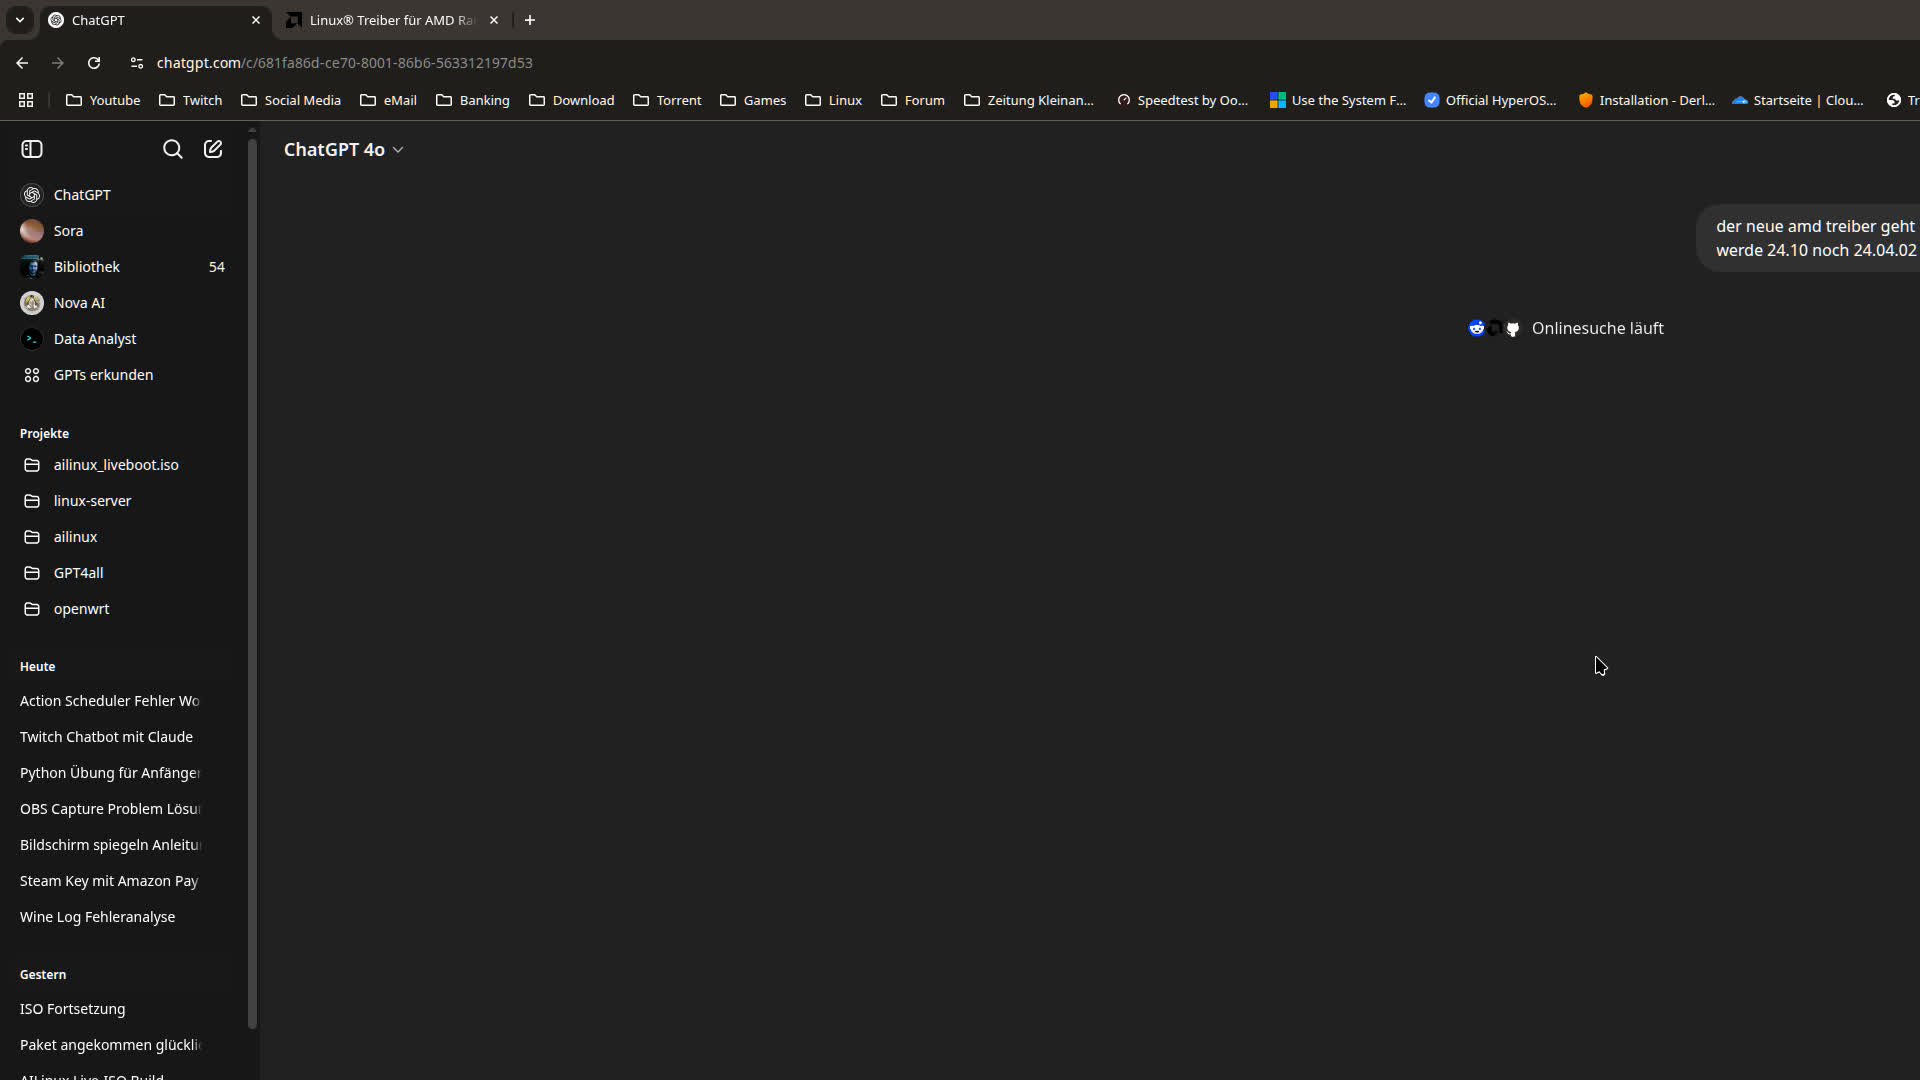 ChatGPT
Linux® Treiber für AMD
chatgpt.com/c/681fa86d-ce70-8001-86b6-563312197d53
Youtube Twitch Social Media eMail Banking Download Torrent Games Linux Forum Zeitung Kleinan... Speedtest by Oo... Use the System F... Official HyperOS... Installation - Derl... Startseite | Clou... Tr
ChatGPT 4o
ChatGPT
Sora
Bibliothek 54
Nova AI
Data Analyst
GPTs erkunden
Projekte
ailinux_liveboot.iso
linux-server
ailinux
GPT4all
openwrt
Heute
Action Scheduler Fehler Wo
Twitch Chatbot mit Claude
Python Übung für Anfänger
OBS Capture Problem Lösu
Bildschirm spiegeln Anleitu
Steam Key mit Amazon Pay
Wine Log Fehleranalyse
Gestern
ISO Fortsetzung
Paket angekommen glückli
AILinux Live ISO Build
der neue amd treiber geht
werde 24.10 noch 24.04.02
Onlinesuche läuft